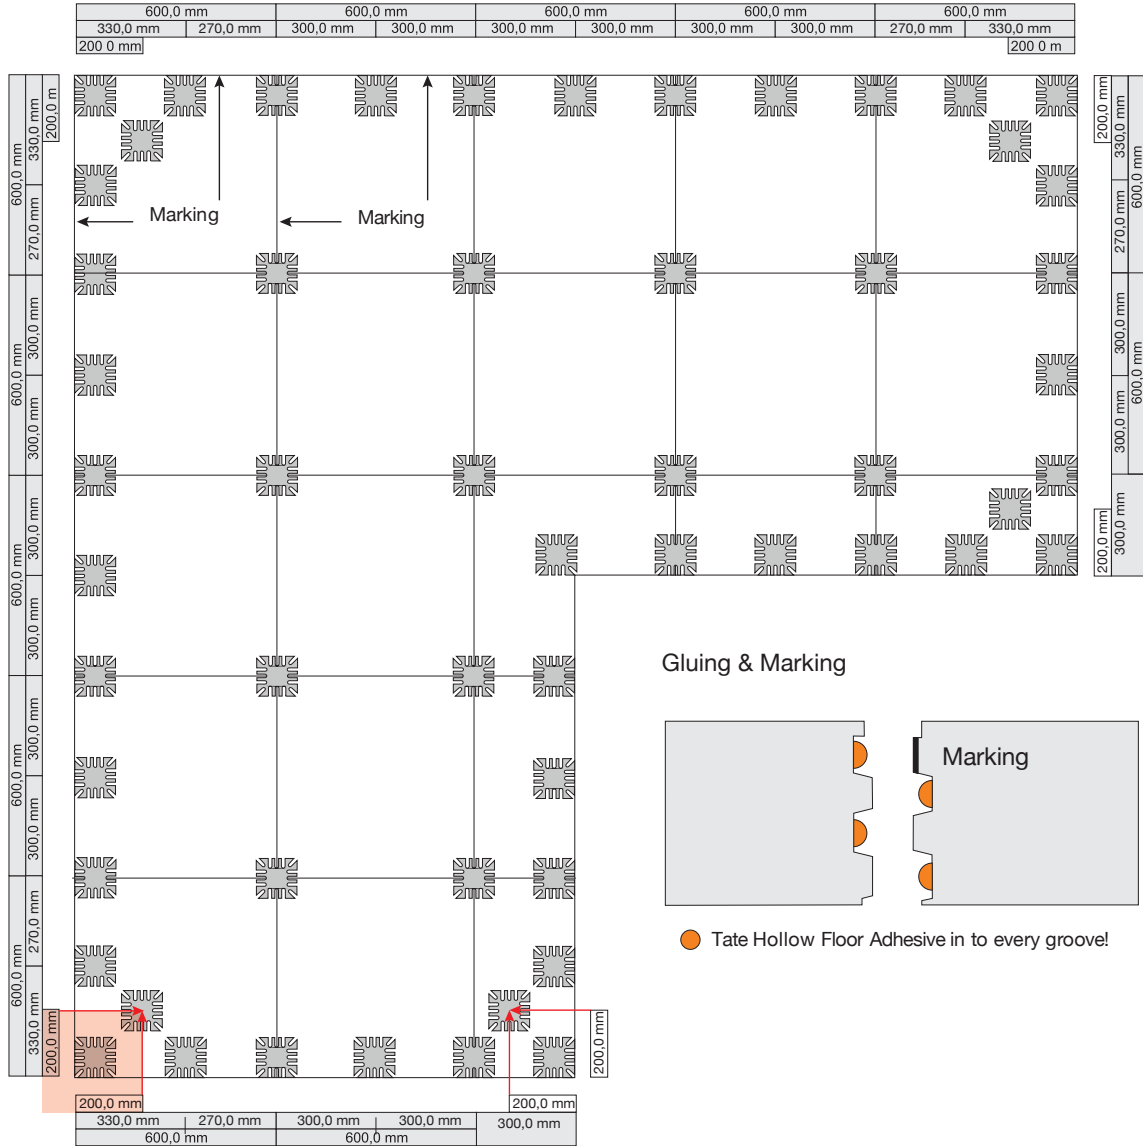 600,0 mm 600,0 mm 600,0 mm 600,0 mm 600,0 mm
330,0 mm 270,0 mm 300,0 mm 300,0 mm 300,0 mm 300,0 mm 300,0 mm 270,0 mm 330,0 mm
200 0 mm 200 0 m
600,0 mm
600,0 mm
600,0 mm
600,0 mm
600,0 mm
330,0 mm
270,0 mm
300,0 mm
300,0 mm
300,0 mm
300,0 mm
300,0 mm
300,0 mm
270,0 mm
330,0 mm
200,0 m
200,0 mm
Marking Marking
200,0 mm
330,0 mm
270,0 mm
300,0 mm
300,0 mm
600,0 mm
600,0 mm
200,0 mm
300,0 mm
Gluing & Marking
Marking
Tate Hollow Floor Adhesive in to every groove!
200,0 mm
200,0 mm 200,0 mm
330,0 mm 270,0 mm 300,0 mm 300,0 mm 300,0 mm
600,0 mm 600,0 mm